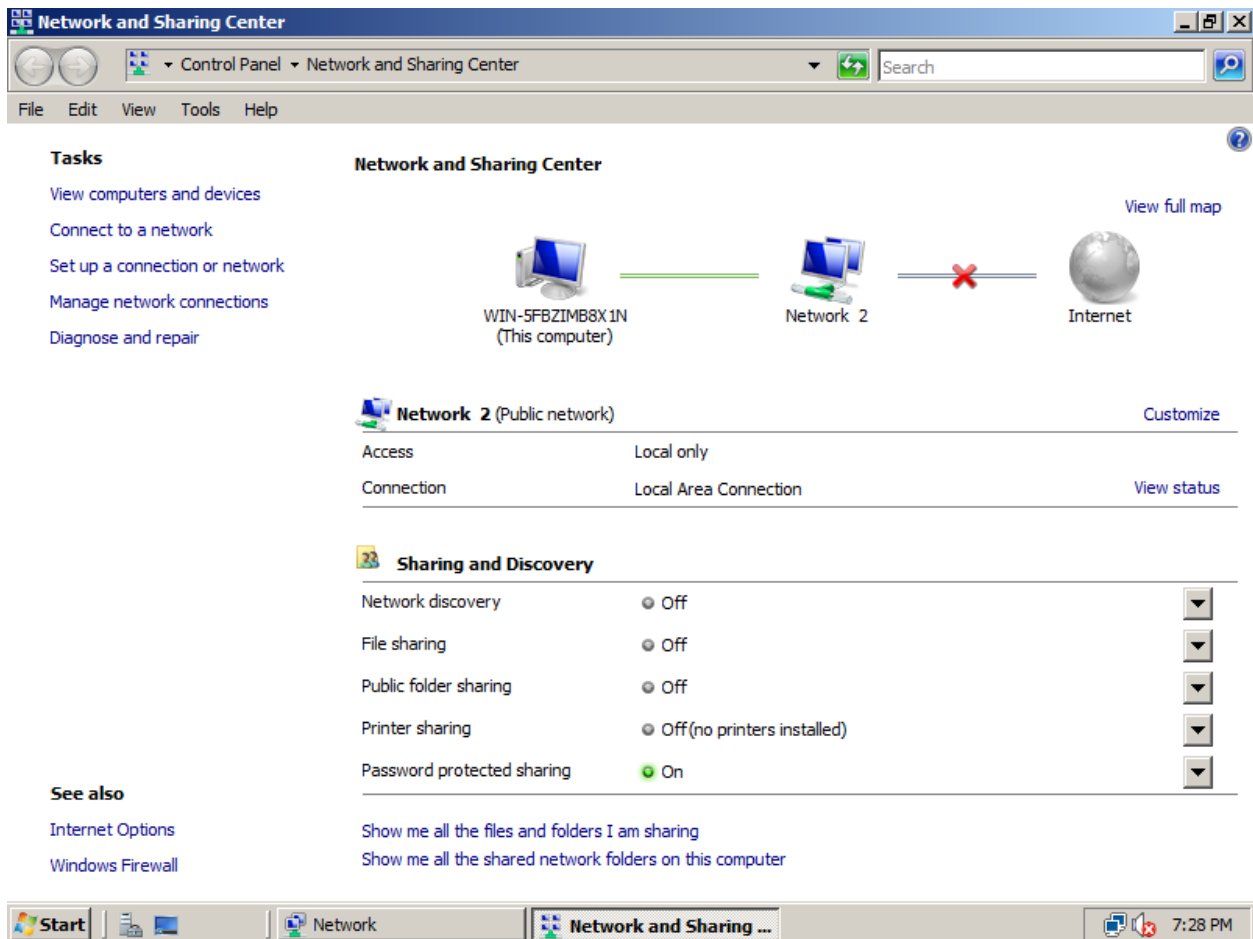 Network and Sharing Center
Control Panel Network and Sharing Center
Search
File Edit View Tools Help
Tasks
View computers and devices
Connect to a network
Set up a connection or network
Manage network connections
Diagnose and repair
See also
Internet Options
Windows Firewall
Network and Sharing Center
View full map
WIN-5FBZIMB8X1N
(This computer)
Network 2
Internet
Network 2 (Public network) Customize
Access Local only
Connection Local Area Connection View status
Sharing and Discovery
Network discovery Off
File sharing Off
Public folder sharing Off
Printer sharing Off (no printers installed)
Password protected sharing On
Show me all the files and folders I am sharing
Show me all the shared network folders on this computer
Start Network Network and Sharing ... 7:28 PM